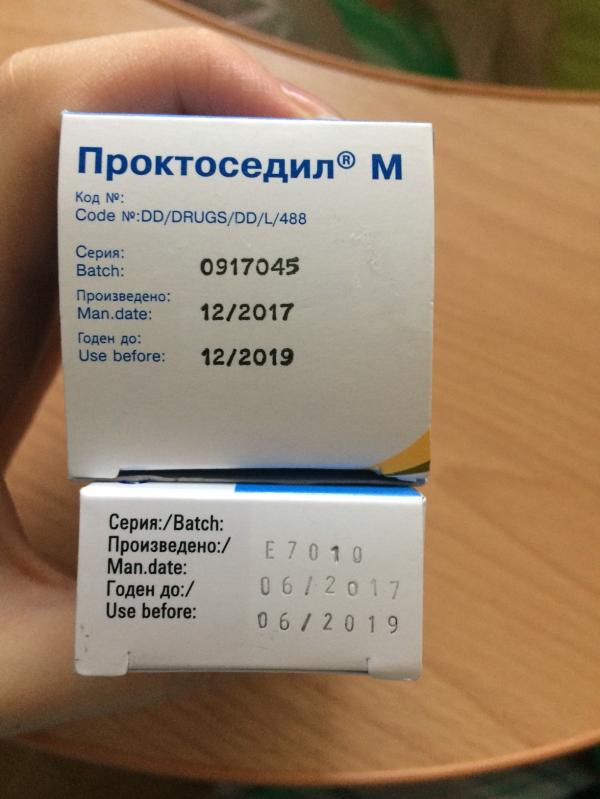 Проктоседил® М
Код №:
Code №:DD/DRUGS/DD/L/488
Серия:
Batch: 0917045
Произведено:
Man.date: 12/2017
Годен до:
Use before: 12/2019
Серия:/Batch:
Произведено:/ E7010
Man.date:
Годен до:/ 06/2017
Use before: 06/2019